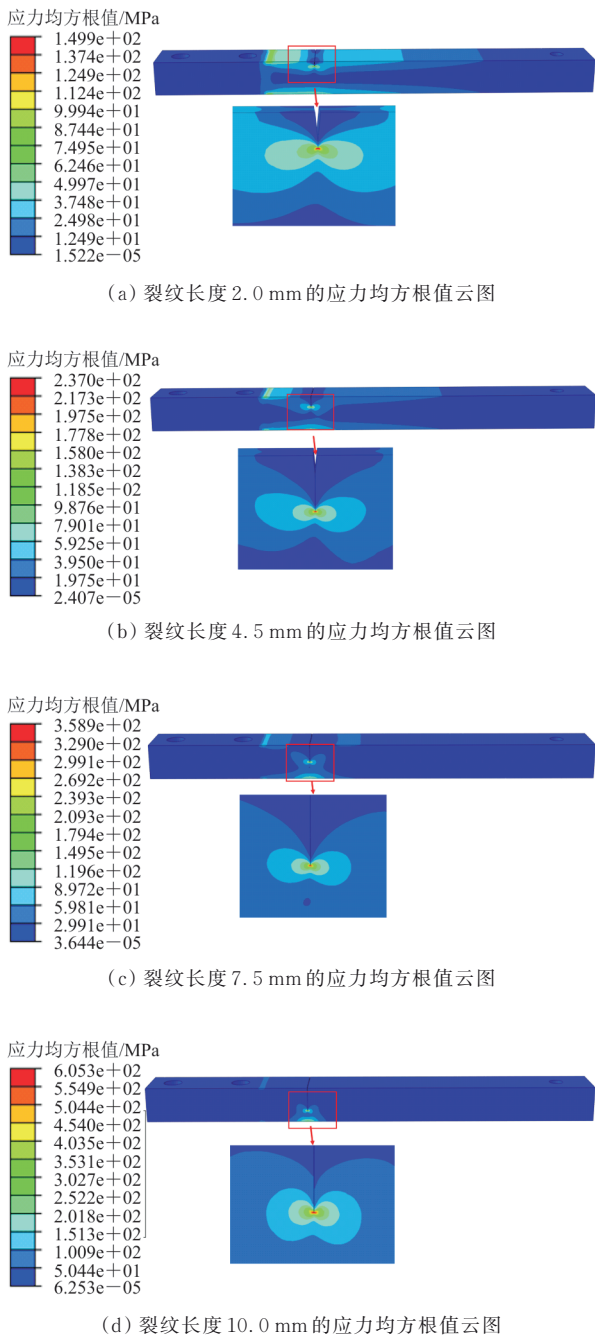 应力均方根值/MPa
1.499e+02
1.374e+02
1.249e+02
1.124e+02
9.994e+01
8.744e+01
7.495e+01
6.246e+01
4.997e+01
3.748e+01
2.498e+01
1.249e+01
1.522e−05
(a) 裂纹长度2.0 mm的应力均方根值云图
应力均方根值/MPa
2.370e+02
2.173e+02
1.975e+02
1.778e+02
1.580e+02
1.383e+02
1.185e+02
9.876e+01
7.901e+01
5.925e+01
3.950e+01
1.975e+01
2.407e−05
(b) 裂纹长度4.5 mm的应力均方根值云图
应力均方根值/MPa
3.589e+02
3.290e+02
2.991e+02
2.692e+02
2.393e+02
2.093e+02
1.794e+02
1.495e+02
1.196e+02
8.972e+01
5.981e+01
2.991e+01
3.644e−05
(c) 裂纹长度7.5 mm的应力均方根值云图
应力均方根值/MPa
6.053e+02
5.549e+02
5.044e+02
4.540e+02
4.035e+02
3.531e+02
3.027e+02
2.522e+02
2.018e+02
1.513e+02
1.009e+02
5.044e+01
6.253e−05
(d) 裂纹长度10.0 mm的应力均方根值云图